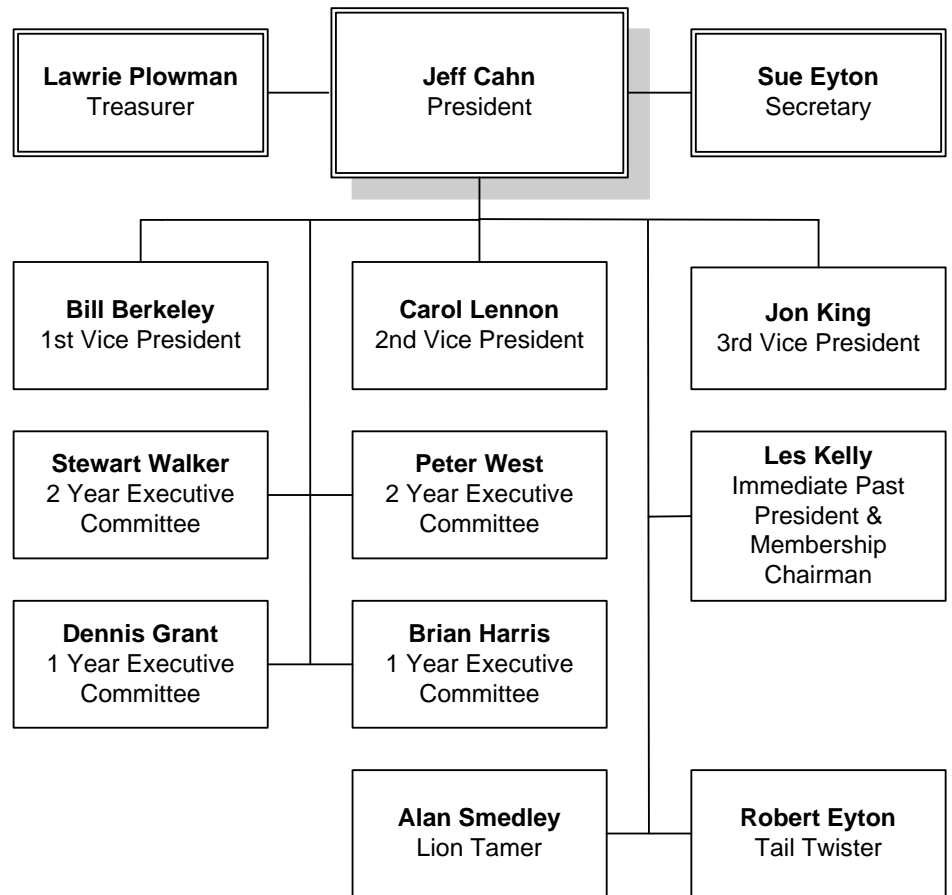 Lawrie Plowman
Treasurer
Jeff Cahn
President
Sue Eyton
Secretary
Bill Berkeley
1st Vice President
Carol Lennon
2nd Vice President
Jon King
3rd Vice President
Stewart Walker
2 Year Executive
Committee
Peter West
2 Year Executive
Committee
Les Kelly
Immediate Past
President &
Membership
Chairman
Dennis Grant
1 Year Executive
Committee
Brian Harris
1 Year Executive
Committee
Alan Smedley
Lion Tamer
Robert Eyton
Tail Twister